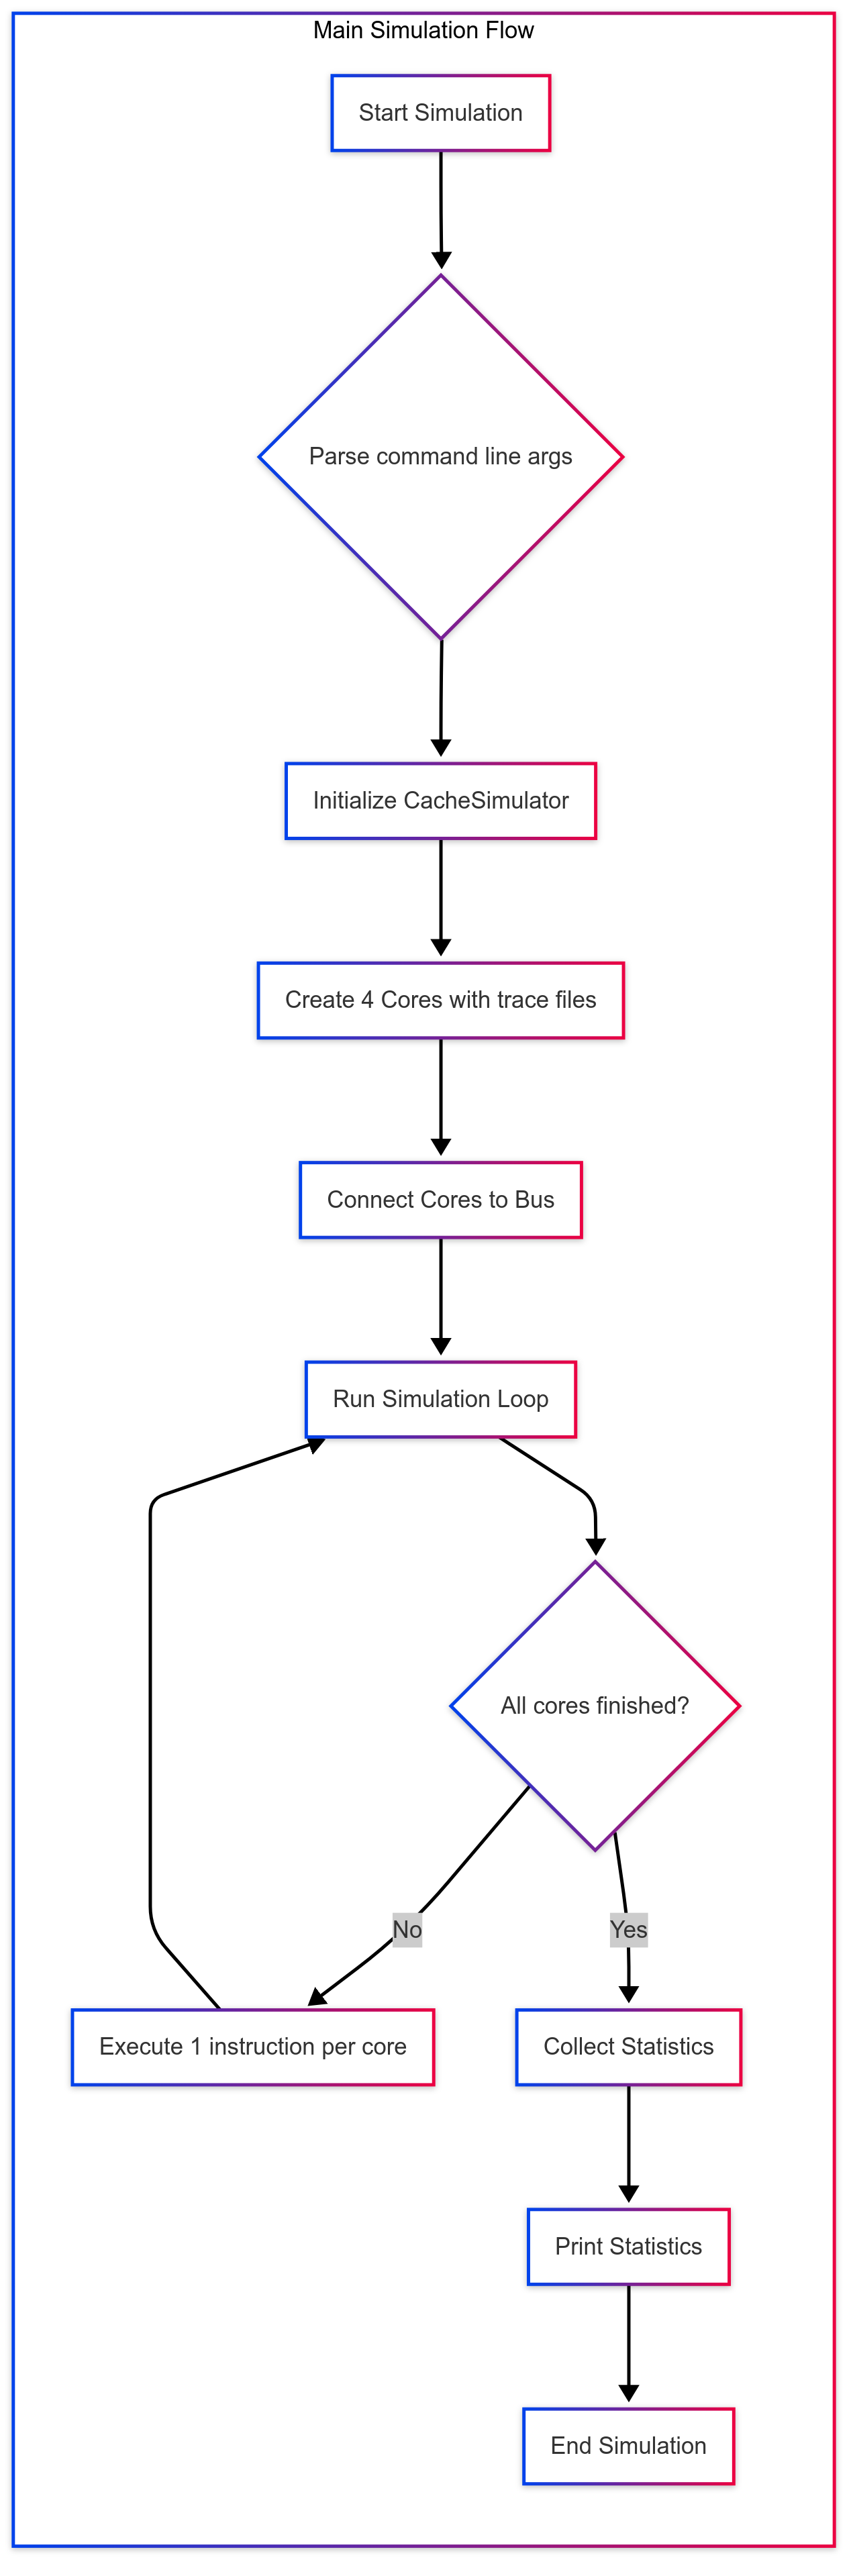 Main Simulation Flow
Start Simulation
Parse command line args
Initialize CacheSimulator
Create 4 Cores with trace files
Connect Cores to Bus
Run Simulation Loop
All cores finished?
No
Yes
Execute 1 instruction per core
Collect Statistics
Print Statistics
End Simulation